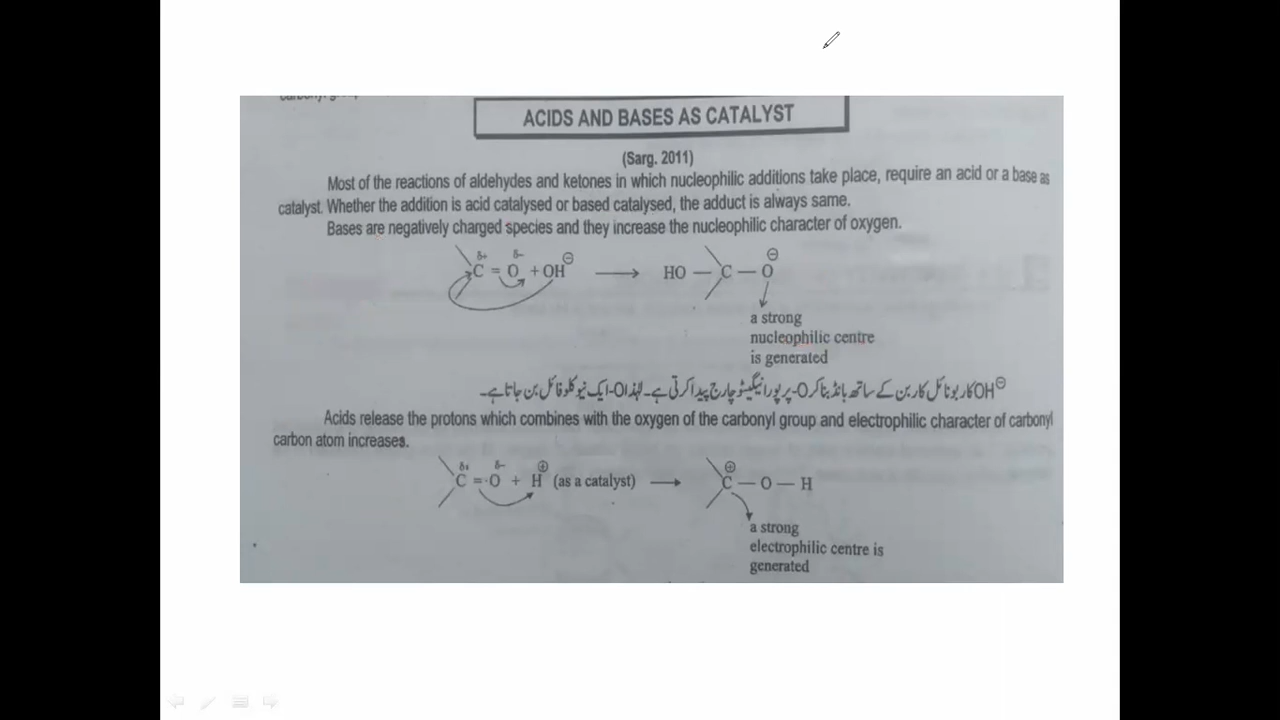 ACIDS AND BASES AS CATALYST
(Sarg. 2011)
Most of the reactions of aldehydes and ketones in which nucleophilic additions take place, require an acid or a base as
catalyst. Whether the addition is acid catalysed or based catalysed, the adduct is always same.
Bases are negatively charged species and they increase the nucleophilic character of oxygen.
δ+ δ- ⊖ ⊖
C = O + OH ⟶ HO — C — O
a strong
nucleophilic centre
is generated
OH⊖ کاربونائل کاربن کے ساتھ بانڈ بنا کر O- پر پورا نیگیٹو چارج پیدا کرتی ہے۔ لہٰذا O- ایک نیوکلوفائل بن جاتا ہے۔
Acids release the protons which combines with the oxygen of the carbonyl group and electrophilic character of carbonyl
carbon atom increases.
δ+ δ- ⊕ ⊕
C = O + H (as a catalyst) ⟶ C — O — H
a strong
electrophilic centre is
generated